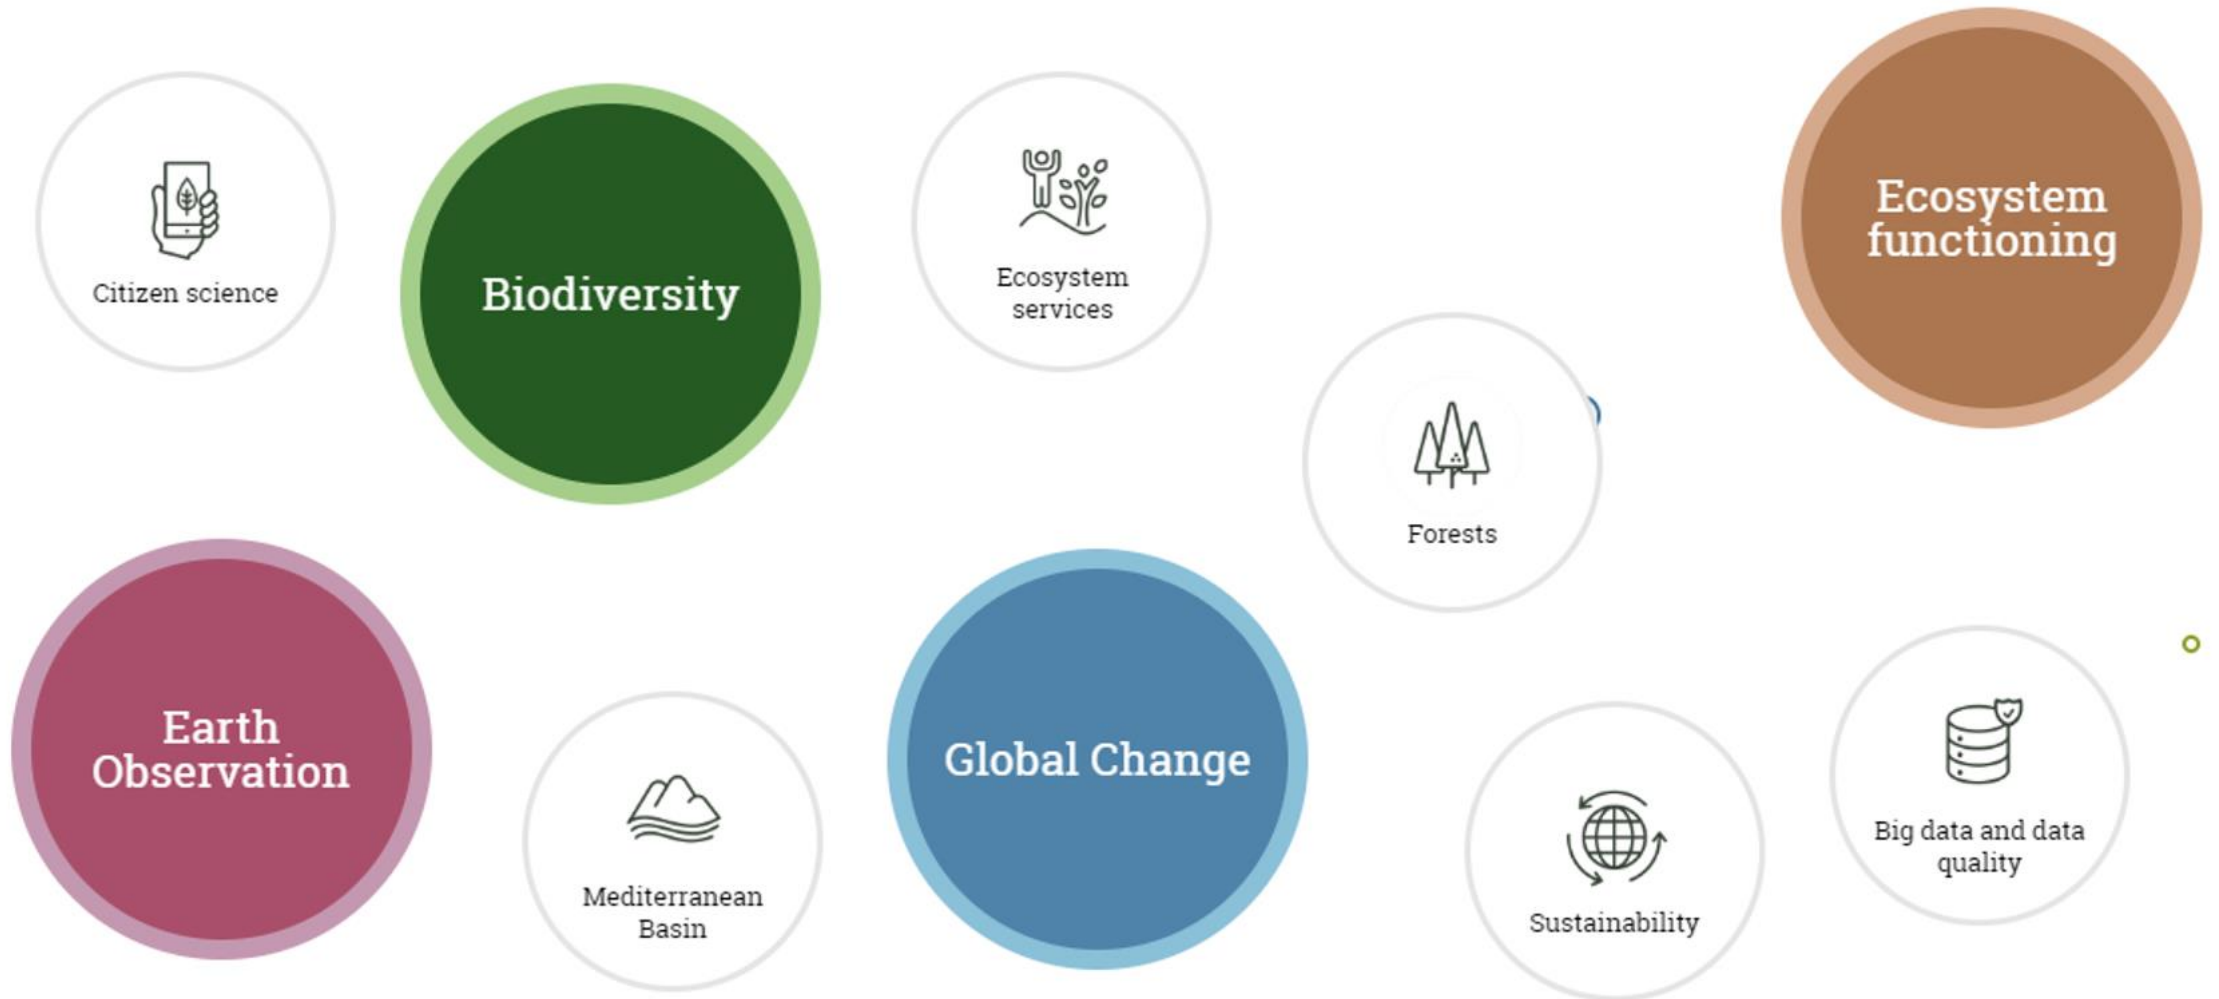 Citizen science
Biodiversity
Ecosystem
services
Ecosystem
functioning
Forests
Earth
Observation
Mediterranean
Basin
Global Change
Sustainability
Big data and data
quality